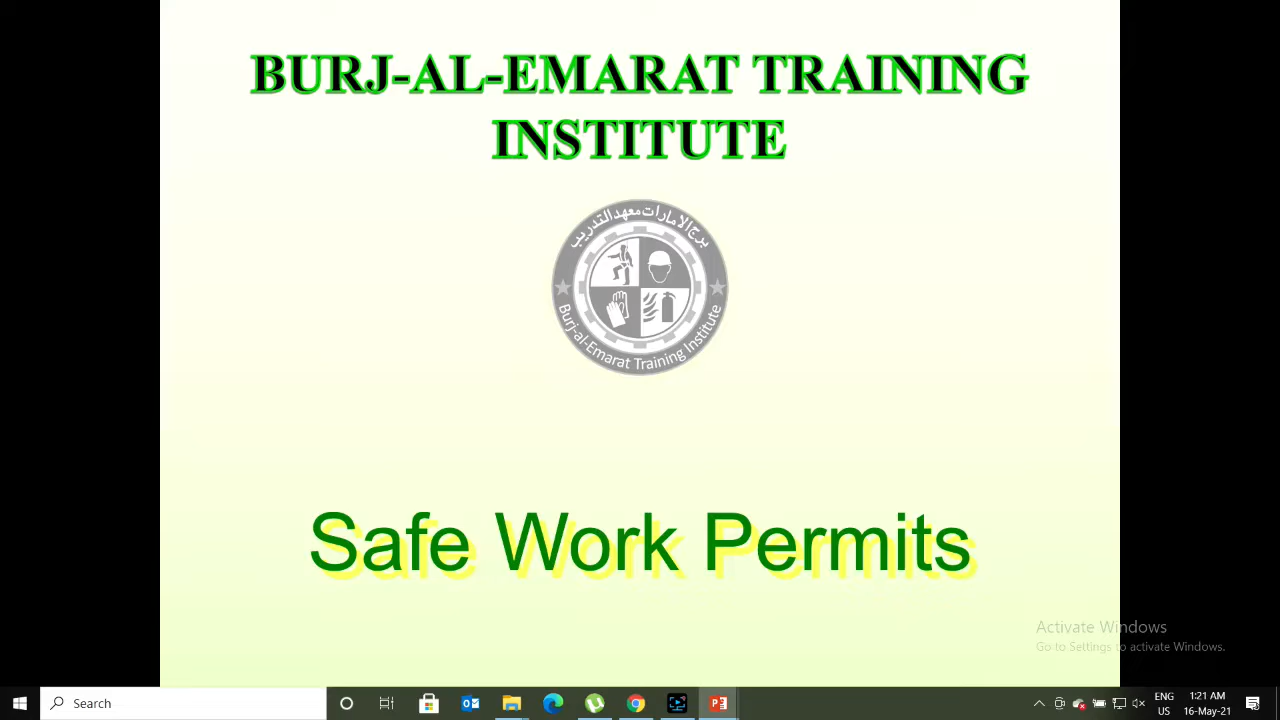 BURJ-AL-EMARAT TRAINING
INSTITUTE
برج الامارات معهد التدريب
Burj-al-Emarat Training Institute
Safe Work Permits
Activate Windows
Go to Settings to activate Windows.
Search
ENG
US
1:21 AM
16-May-21